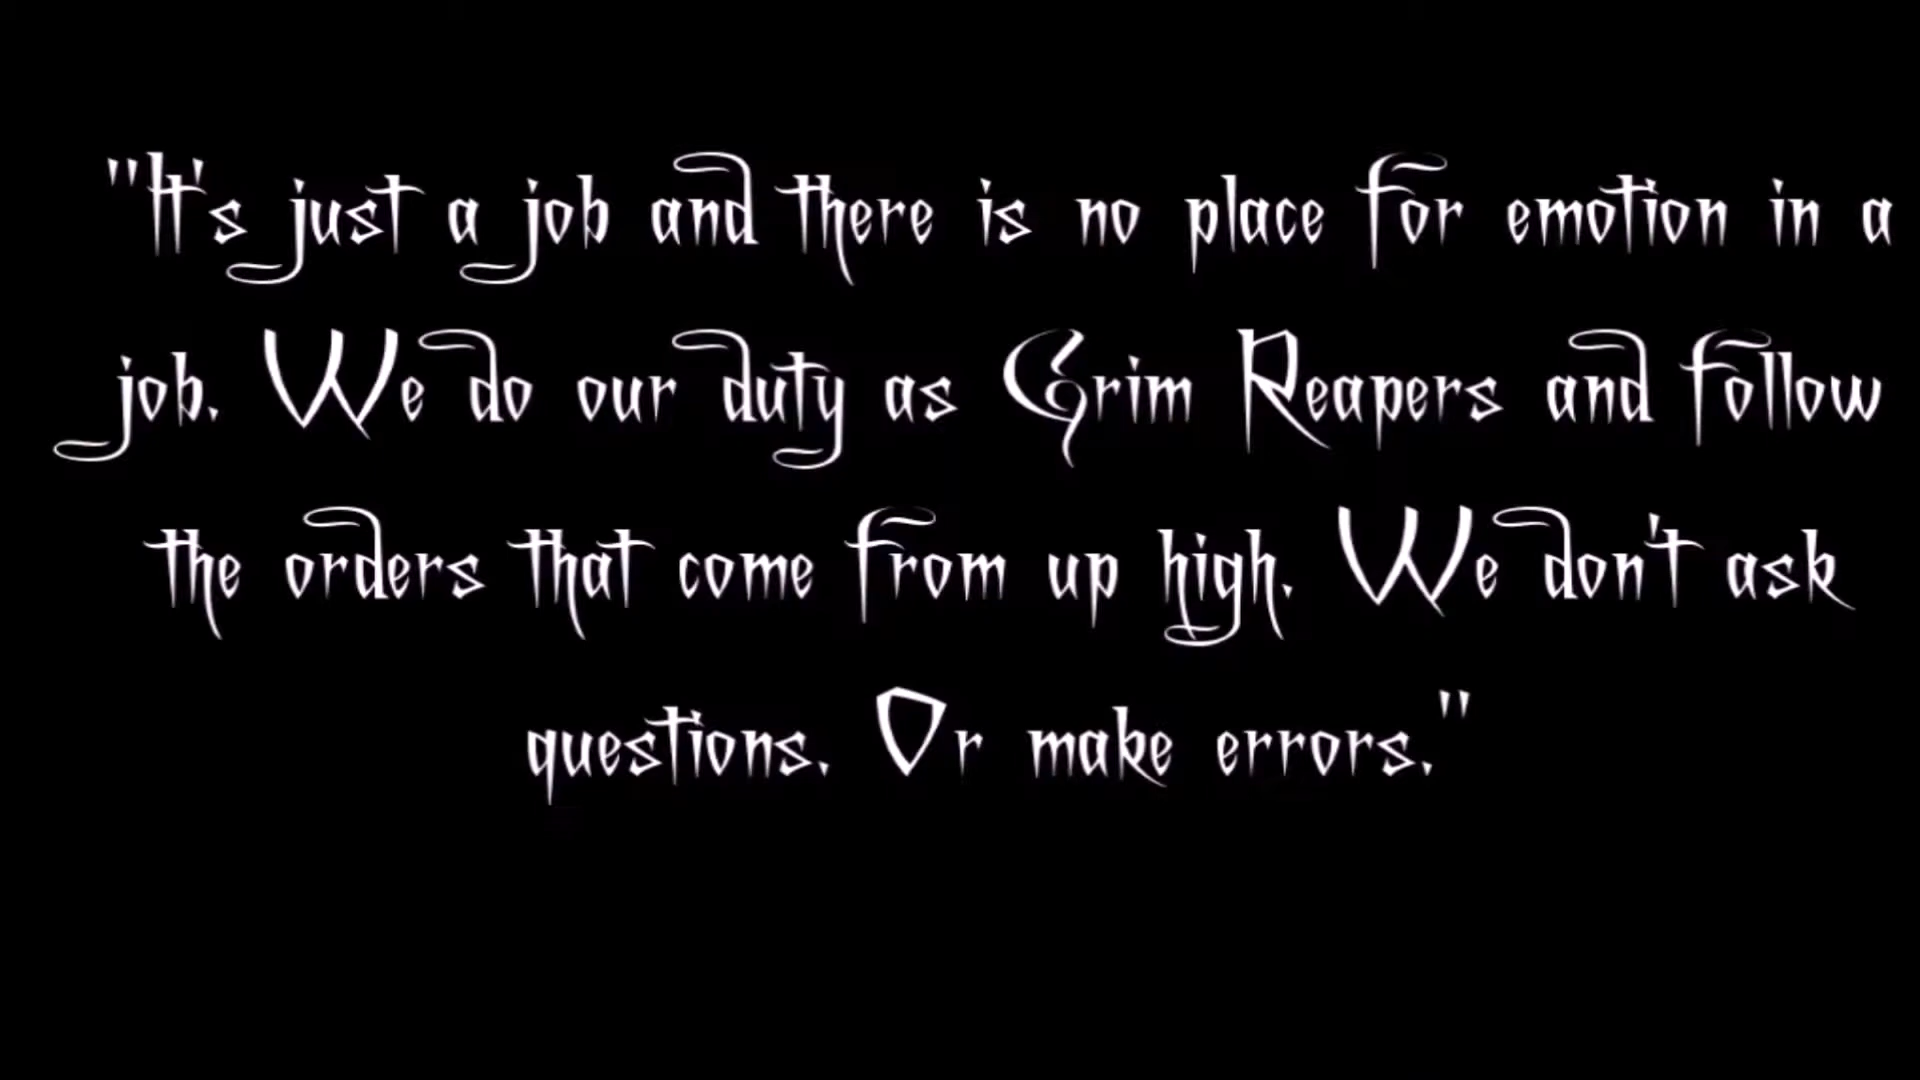 "It's just a job and there is no place for emotion in a
job. We do our duty as Grim Reapers and follow
the orders that come from up high. We don't ask
questions. Or make errors."